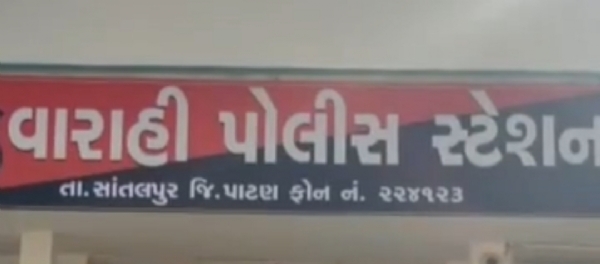 વારાહી પોલીસ સ્ટેશન
તા. સાંતલપુર જિ. પાટણ ફોન નં. ૨૨૪૧૨૩